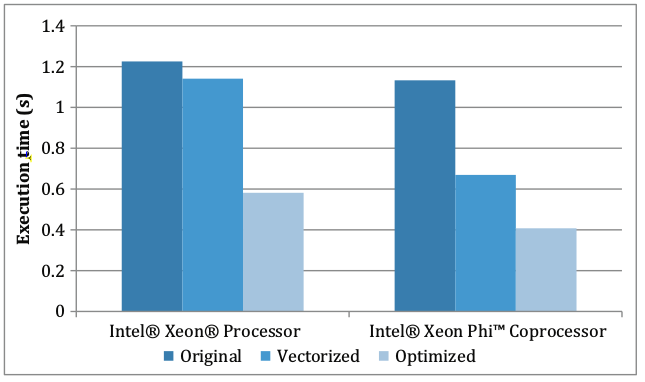 Execution time (s)
1.4
1.2
1
0.8
0.6
0.4
0.2
0
Intel® Xeon® Processor
Intel® Xeon Phi™ Coprocessor
Original
Vectorized
Optimized